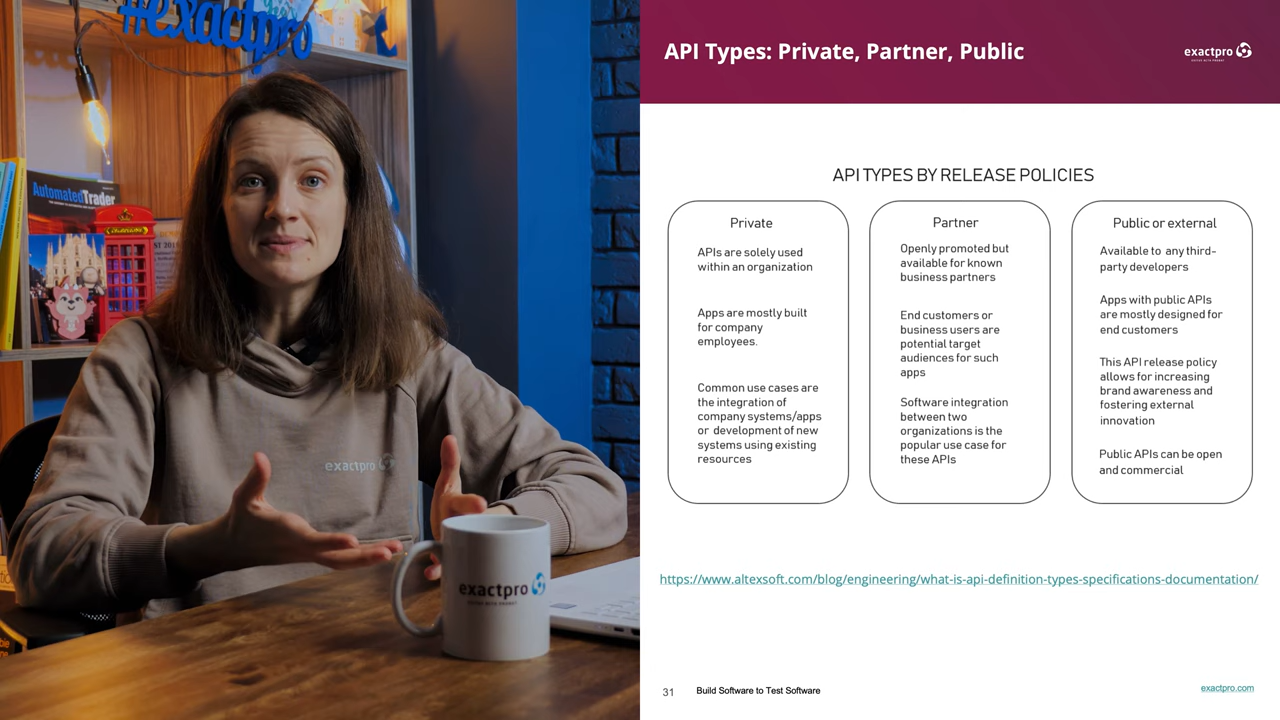 #exactpro
AutomatedTrader
exactpro
exactpro
API Types: Private, Partner, Public
exactpro
API TYPES BY RELEASE POLICIES
Private
APIs are solely used
within an organization
Apps are mostly built
for company
employees.
Common use cases are
the integration of
company systems/apps
or development of new
systems using existing
resources
Partner
Openly promoted but
available for known
business partners
End customers or
business users are
potential target
audiences for such
apps
Software integration
between two
organizations is the
popular use case for
these APIs
Public or external
Available to any third-
party developers
Apps with public APIs
are mostly designed for
end customers
This API release policy
allows for increasing
brand awareness and
fostering external
innovation
Public APIs can be open
and commercial
https://www.altexsoft.com/blog/engineering/what-is-api-definition-types-specifications-documentation/
31
Build Software to Test Software
exactpro.com